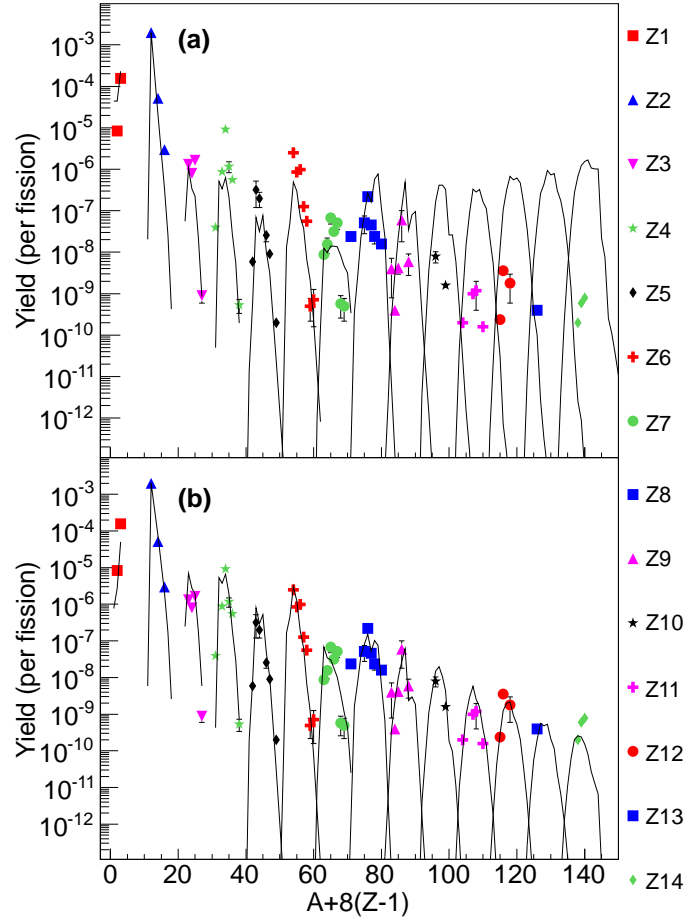 (a)
Yield (per fission)
10^-3
10^-4
10^-5
10^-6
10^-7
10^-8
10^-9
10^-10
10^-11
10^-12
(b)
Yield (per fission)
10^-3
10^-4
10^-5
10^-6
10^-7
10^-8
10^-9
10^-10
10^-11
10^-12
0 20 40 60 80 100 120 140
A+8(Z-1)
Z1
Z2
Z3
Z4
Z5
Z6
Z7
Z8
Z9
Z10
Z11
Z12
Z13
Z14